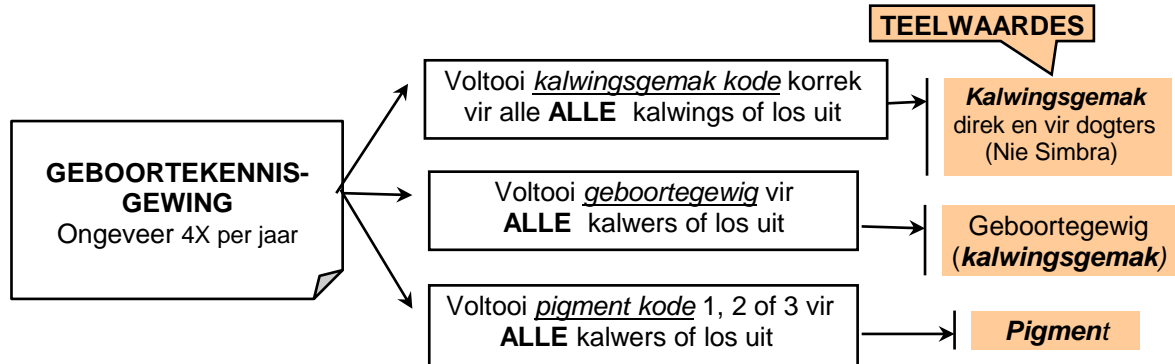 TEELWAARDES
GEBOORTEKENNIS-
GEWING
Ongeveer 4X per jaar
Voltooi kalwingsgemak kode korrek
vir alle ALLE kalwings of los uit
Kalwingsgemak
direk en vir dogters
(Nie Simbra)
Voltooi geboortegewig vir
ALLE kalwers of los uit
Geboortegewig
(kalwingsgemak)
Voltooi pigment kode 1, 2 of 3 vir
ALLE kalwers of los uit
Pigment